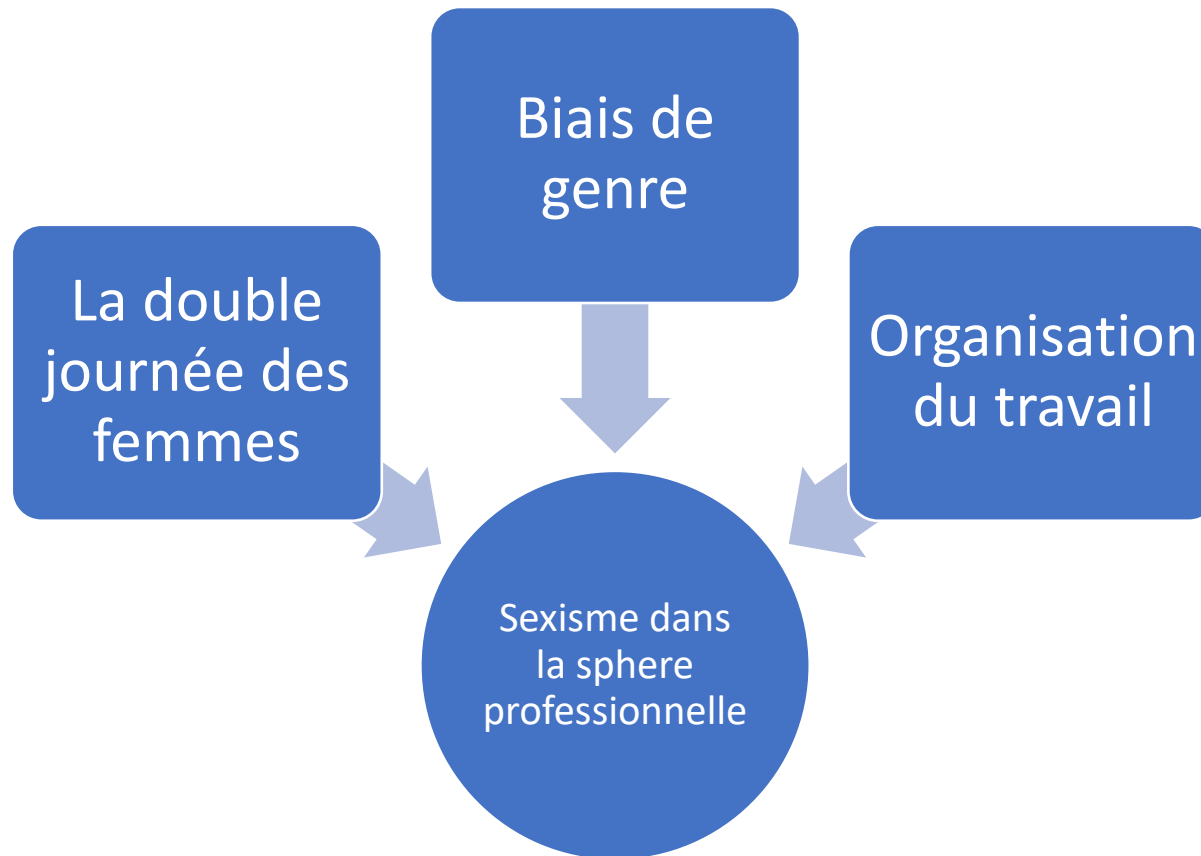 Biais de
genre
La double
journée des
femmes
Organisation
du travail
Sexisme dans
la sphere
professionnelle